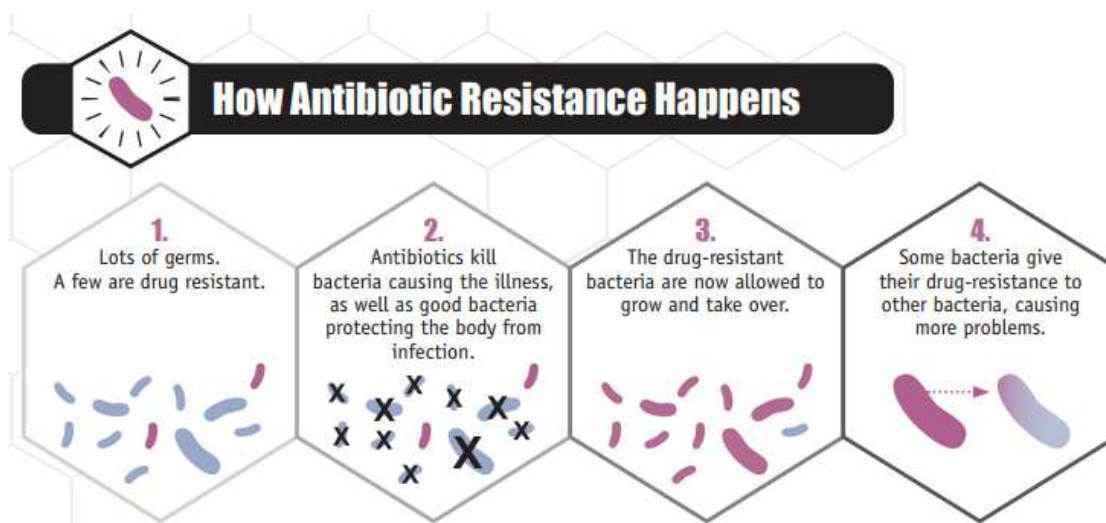 How Antibiotic Resistance Happens
1.
Lots of germs.
A few are drug resistant.
2.
Antibiotics kill
bacteria causing the illness,
as well as good bacteria
protecting the body from
infection.
X X X X X X X X X X X
3.
The drug-resistant
bacteria are now allowed to
grow and take over.
4.
Some bacteria give
their drug-resistance to
other bacteria, causing
more problems.